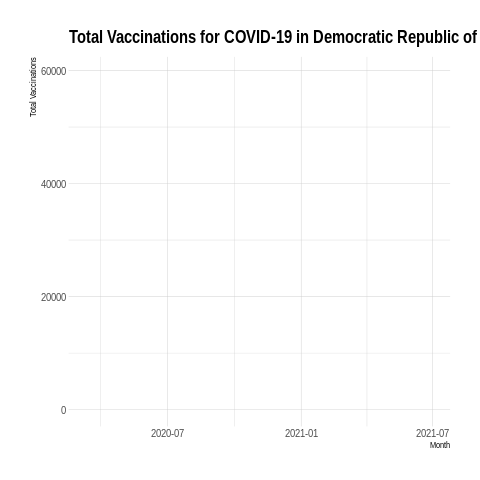 Total Vaccinations for COVID-19 in Democratic Republic of
Total Vaccinations
60000
40000
20000
0
2020-07 2021-01 2021-07
Month